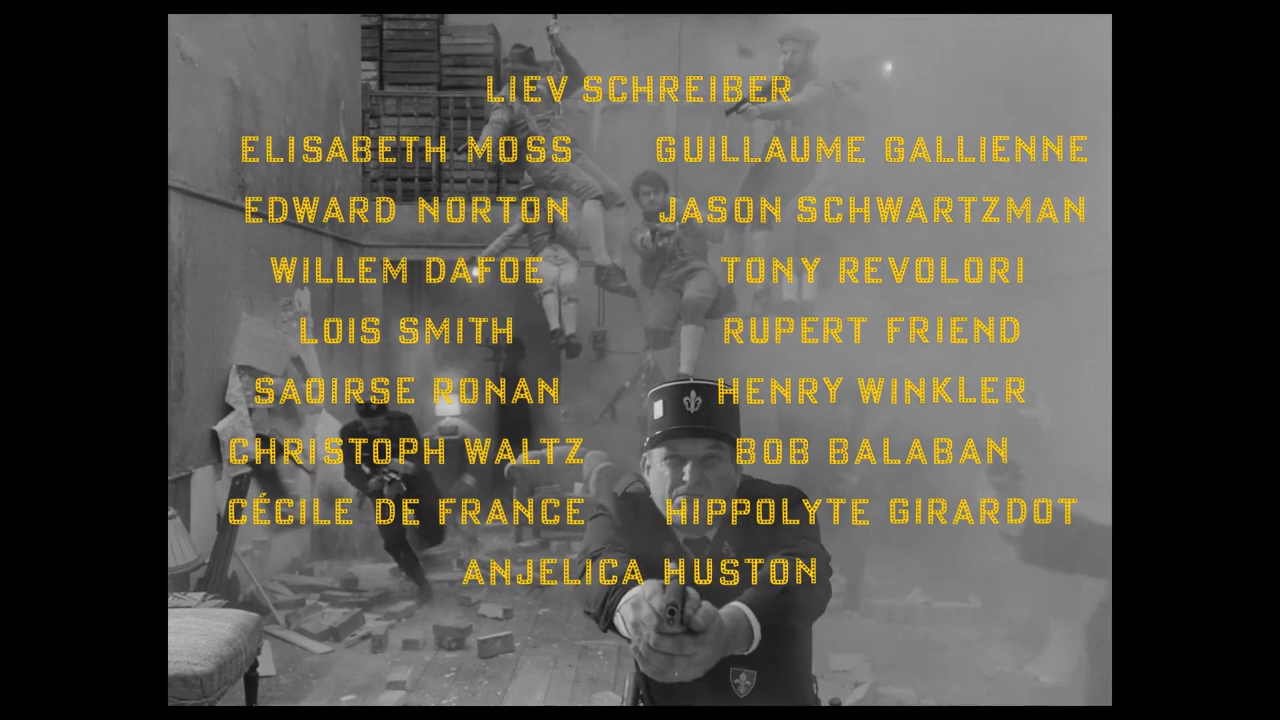 LIEV SCHREIBER
ELISABETH MOSS GUILLAUME GALLIENNE
EDWARD NORTON JASON SCHWARTZMAN
WILLEM DAFOE TONY REVOLORI
LOIS SMITH RUPERT FRIEND
SAOIRSE RONAN HENRY WINKLER
CHRISTOPH WALTZ BOB BALABAN
CÉCILE DE FRANCE HIPPOLYTE GIRARDOT
ANJELICA HUSTON